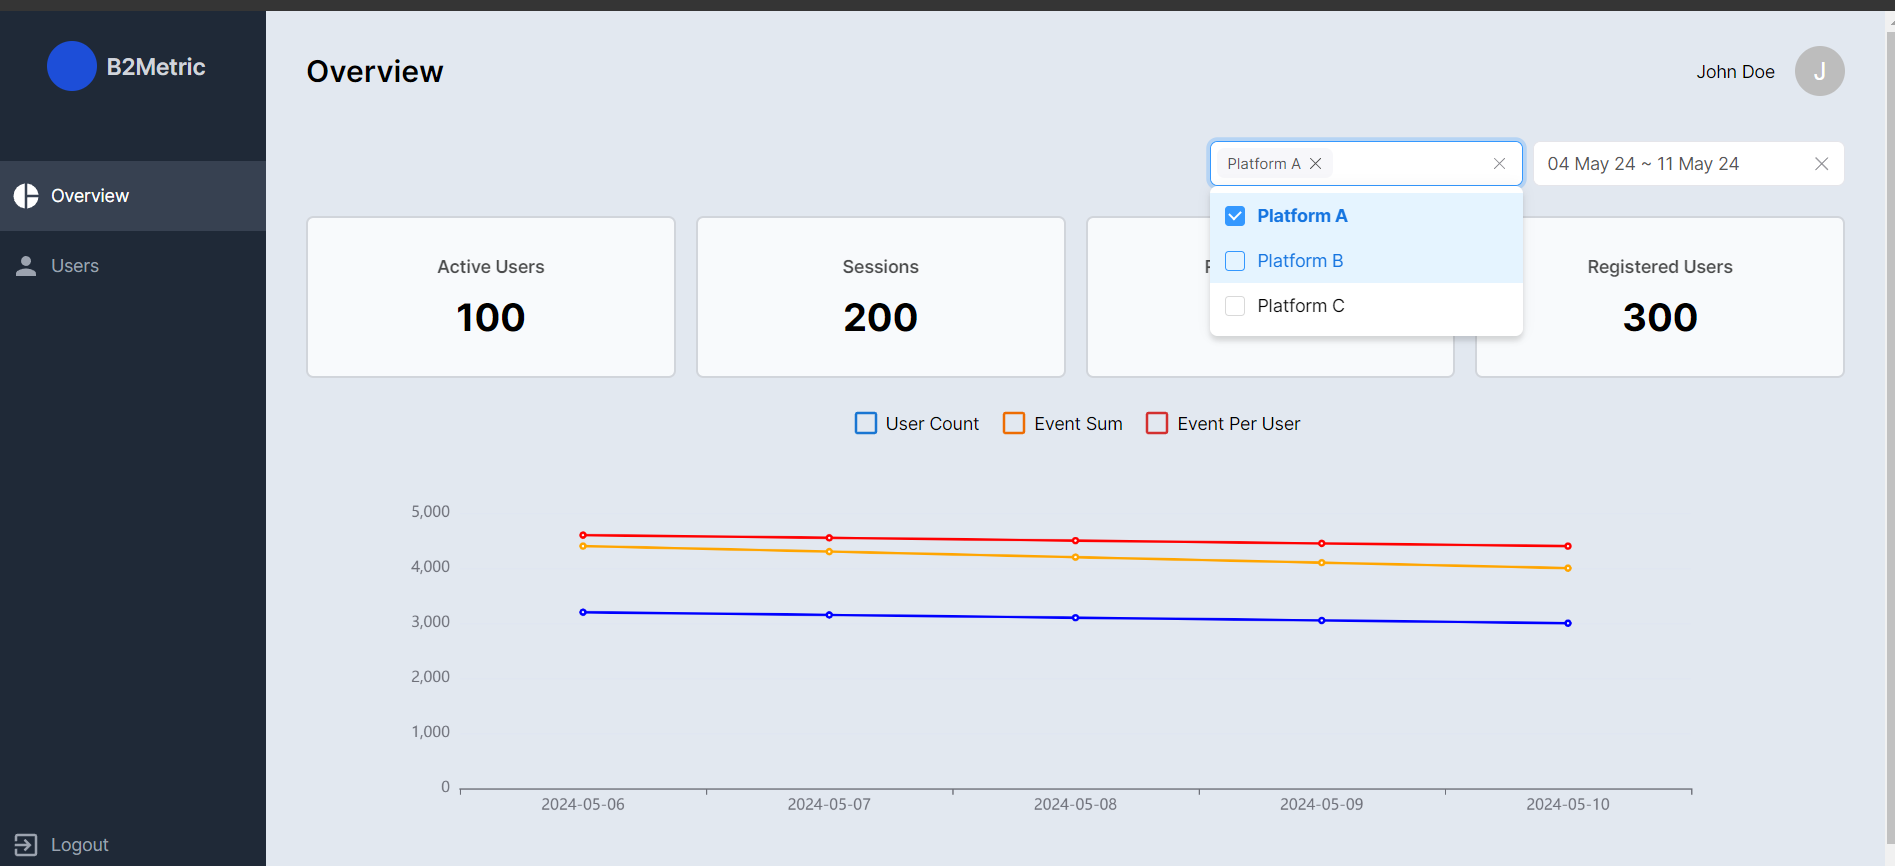 B2Metric
Overview
Users
Logout
Overview
John Doe
J
Platform A
04 May 24 ~ 11 May 24
Platform A
Platform B
Platform C
Active Users
100
Sessions
200
Registered Users
300
User Count
Event Sum
Event Per User
5,000
4,000
3,000
2,000
1,000
0
2024-05-06
2024-05-07
2024-05-08
2024-05-09
2024-05-10